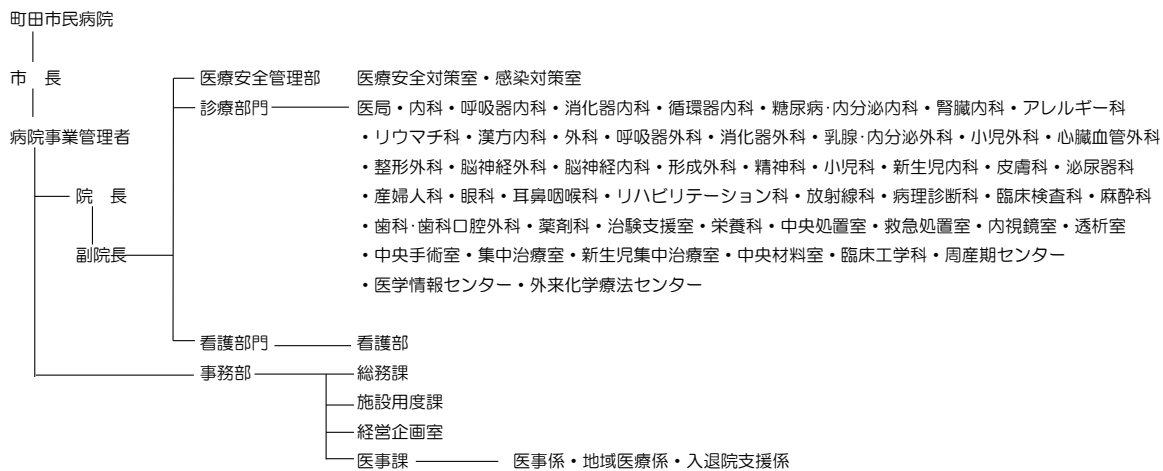 町田市民病院
市　長
医療安全管理部　医療安全対策室・感染対策室
診療部門　医局・内科・呼吸器内科・消化器内科・循環器内科・糖尿病・内分泌内科・腎臓内科・アレルギー科
病院事業管理者　・リウマチ科・漢方内科・外科・呼吸器外科・消化器外科・乳腺・内分泌外科・小児外科・心臓血管外科
・整形外科・脳神経外科・脳神経内科・形成外科・精神科・小児科・新生児内科・皮膚科・泌尿器科
院　長　・産婦人科・眼科・耳鼻咽喉科・リハビリテーション科・放射線科・病理診断科・臨床検査科・麻酔科
・歯科・歯科口腔外科・薬剤科・治験支援室・栄養科・中央処置室・救急処置室・内視鏡室・透析室
副院長　・中央手術室・集中治療室・新生児集中治療室・中央材料室・臨床工学科・周産期センター
・医学情報センター・外来化学療法センター
看護部門　看護部
事務部　総務課
施設用度課
経営企画室
医事課　医事係・地域医療係・入退院支援係